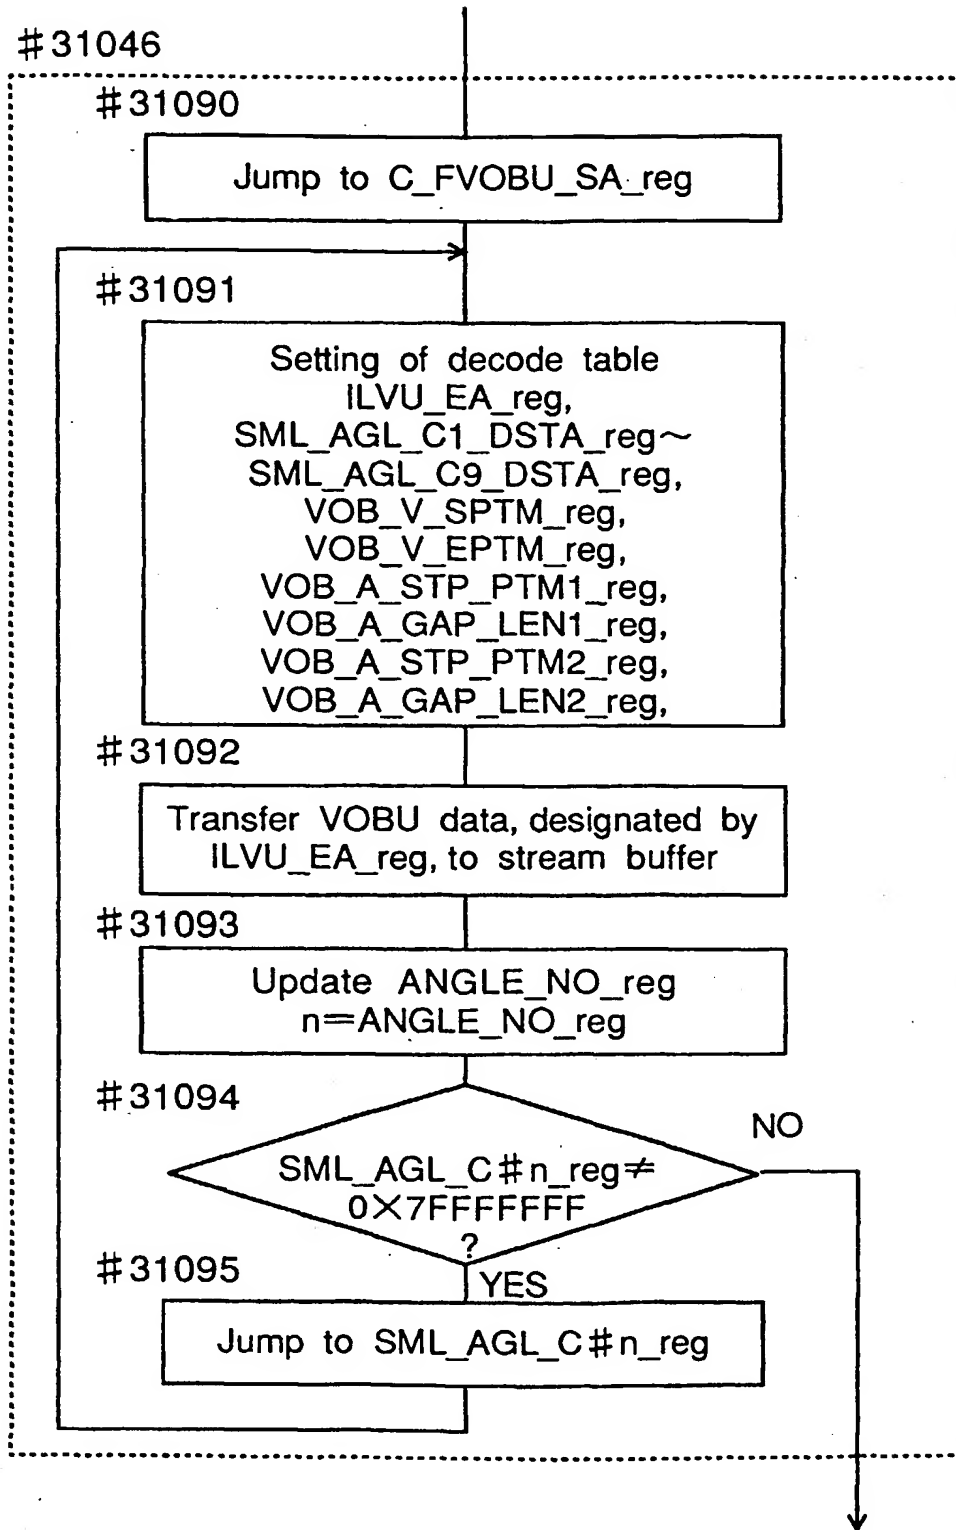 #31046
#31090
Jump to C_FVOBU_SA_reg
#31091
Setting of decode table
ILVU_EA_reg,
SML_AGL_C1_DSTA_reg~
SML_AGL_C9_DSTA_reg,
VOB_V_SPTM_reg,
VOB_V_EPTM_reg,
VOB_A_STP_PTM1_reg,
VOB_A_GAP_LEN1_reg,
VOB_A_STP_PTM2_reg,
VOB_A_GAP_LEN2_reg,
#31092
Transfer VOBU data, designated by
ILVU_EA_reg, to stream buffer
#31093
Update ANGLE_NO_reg
n=ANGLE_NO_reg
#31094
NO
SML_AGL_C#n_reg≠
0X7FFFFFFF
?
#31095
YES
Jump to SML_AGL_C#n_reg